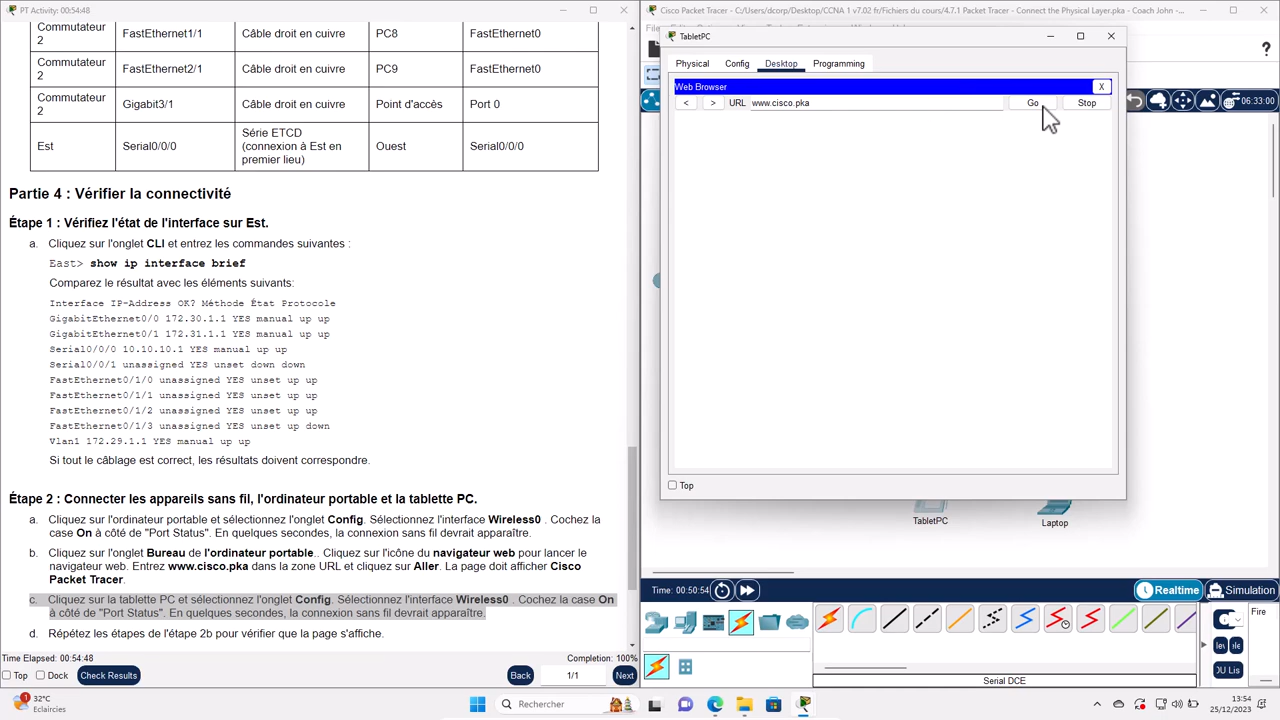 PT Activity: 00:54:48
Commutateur 2 FastEthernet1/1 Câble droit en cuivre PC8 FastEthernet0
Commutateur 2 FastEthernet2/1 Câble droit en cuivre PC9 FastEthernet0
Commutateur 2 Gigabit3/1 Câble droit en cuivre Point d'accès Port 0
Est Serial0/0/0 Série ETCD (connexion à Est en premier lieu) Ouest Serial0/0/0
Partie 4 : Vérifier la connectivité
Étape 1 : Vérifiez l'état de l'interface sur Est.
a. Cliquez sur l'onglet CLI et entrez les commandes suivantes :
East> show ip interface brief
Comparez le résultat avec les éléments suivants:
Interface IP-Address OK? Méthode État Protocole
GigabitEthernet0/0 172.30.1.1 YES manual up up
GigabitEthernet0/1 172.31.1.1 YES manual up up
Serial0/0/0 10.10.10.1 YES manual up up
Serial0/0/1 unassigned YES unset down down
FastEthernet0/1/0 unassigned YES unset up up
FastEthernet0/1/1 unassigned YES unset up up
FastEthernet0/1/2 unassigned YES unset up up
FastEthernet0/1/3 unassigned YES unset up down
Vlan1 172.29.1.1 YES manual up up
Si tout le câblage est correct, les résultats doivent correspondre.
Étape 2 : Connecter les appareils sans fil, l'ordinateur portable et la tablette PC.
a. Cliquez sur l'ordinateur portable et sélectionnez l'onglet Config. Sélectionnez l'interface Wireless0 . Cochez la
case On à côté de "Port Status". En quelques secondes, la connexion sans fil devrait apparaître.
b. Cliquez sur l'onglet Bureau de l'ordinateur portable.. Cliquez sur l'icône du navigateur web pour lancer le
navigateur web. Entrez www.cisco.pka dans la zone URL et cliquez sur Aller. La page doit afficher Cisco
Packet Tracer.
c. Cliquez sur la tablette PC et sélectionnez l'onglet Config. Sélectionnez l'interface Wireless0 . Cochez la case On
à côté de "Port Status". En quelques secondes, la connexion sans fil devrait apparaître.
d. Répétez les étapes de l'étape 2b pour vérifier que la page s'affiche.
Time Elapsed: 00:54:48 Completion: 100%
Top Dock Check Results Back 1/1 Next
Cisco Packet Tracer - C:/Users/dcorp/Desktop/CCNA 1 v7.02 fr/Fichiers du cours/4.7.1 Packet Tracer - Connect the Physical Layer.pka - Coach John -...
TabletPC
Physical Config Desktop Programming
Web Browser X
< > URL www.cisco.pka Go Stop
06:33:00
Top
TabletPC Laptop
Time: 00:50:54 Realtime Simulation
Fire
Serial DCE
32°C
Eclaircies
Rechercher
13:54
25/12/2023